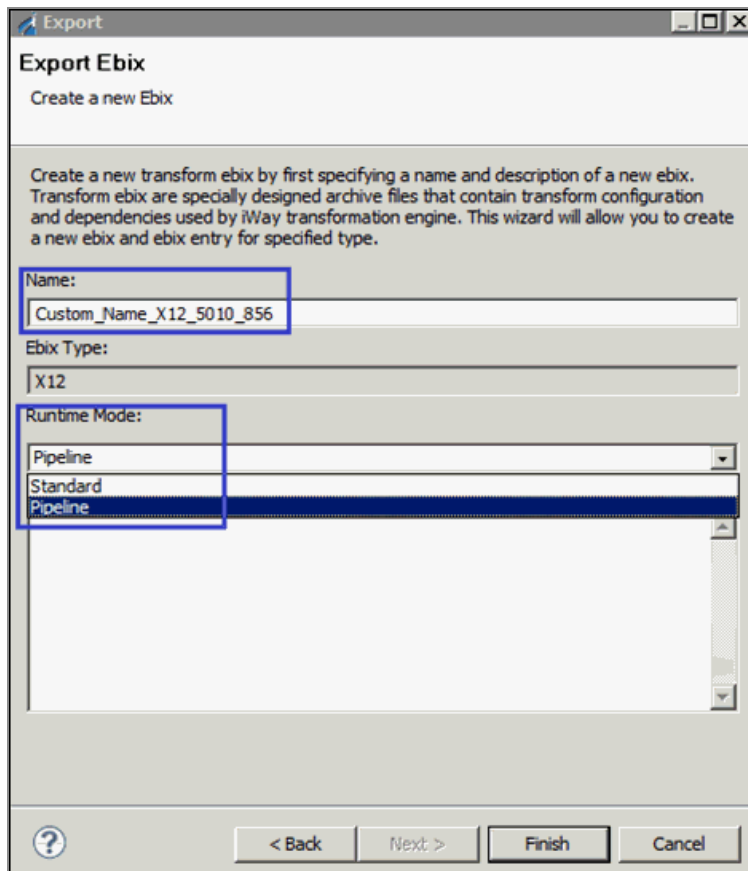 Export
Export Ebix
Create a new Ebix
Create a new transform ebix by first specifying a name and description of a new ebix.
Transform ebix are specially designed archive files that contain transform configuration
and dependencies used by iWay transformation engine. This wizard will allow you to create
a new ebix and ebix entry for specified type.
Name:
Custom_Name_X12_5010_856
Ebix Type:
X12
Runtime Mode:
Pipeline
Standard
Pipeline
? < Back Next > Finish Cancel